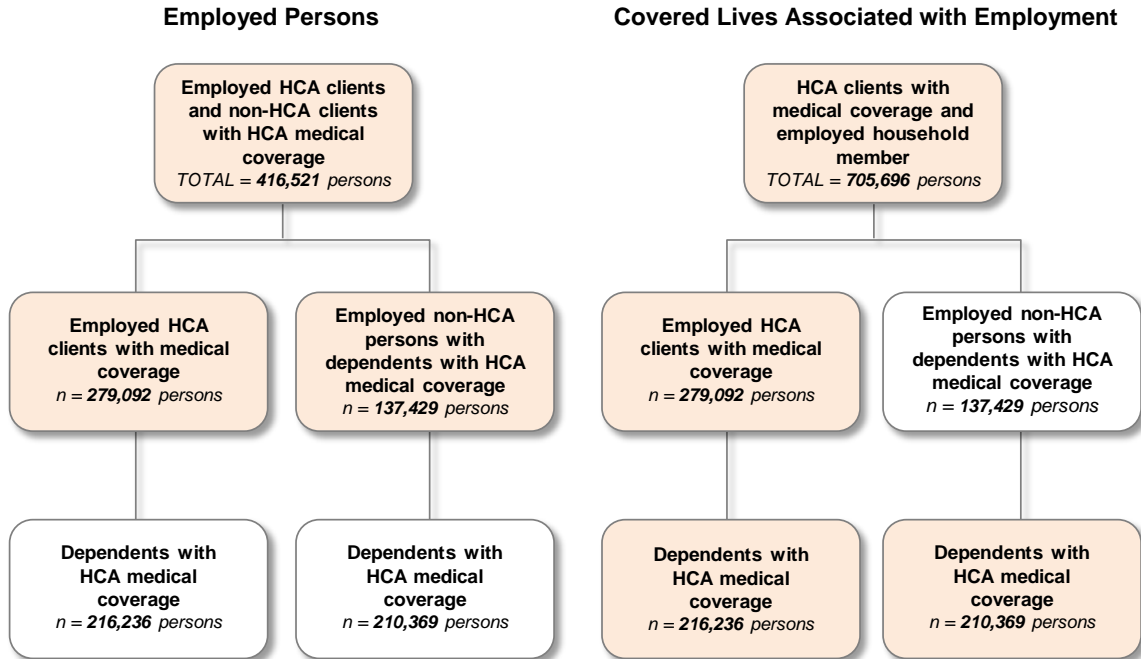 Employed Persons
Covered Lives Associated with Employment
Employed HCA clients
and non-HCA clients
with HCA medical
coverage
TOTAL = 416,521 persons
HCA clients with
medical coverage and
employed household
member
TOTAL = 705,696 persons
Employed HCA
clients with medical
coverage
n = 279,092 persons
Employed non-HCA
persons with
dependents with HCA
medical coverage
n = 137,429 persons
Employed HCA
clients with medical
coverage
n = 279,092 persons
Employed non-HCA
persons with
dependents with HCA
medical coverage
n = 137,429 persons
Dependents with
HCA medical
coverage
n = 216,236 persons
Dependents with
HCA medical
coverage
n = 210,369 persons
Dependents with
HCA medical
coverage
n = 216,236 persons
Dependents with
HCA medical
coverage
n = 210,369 persons